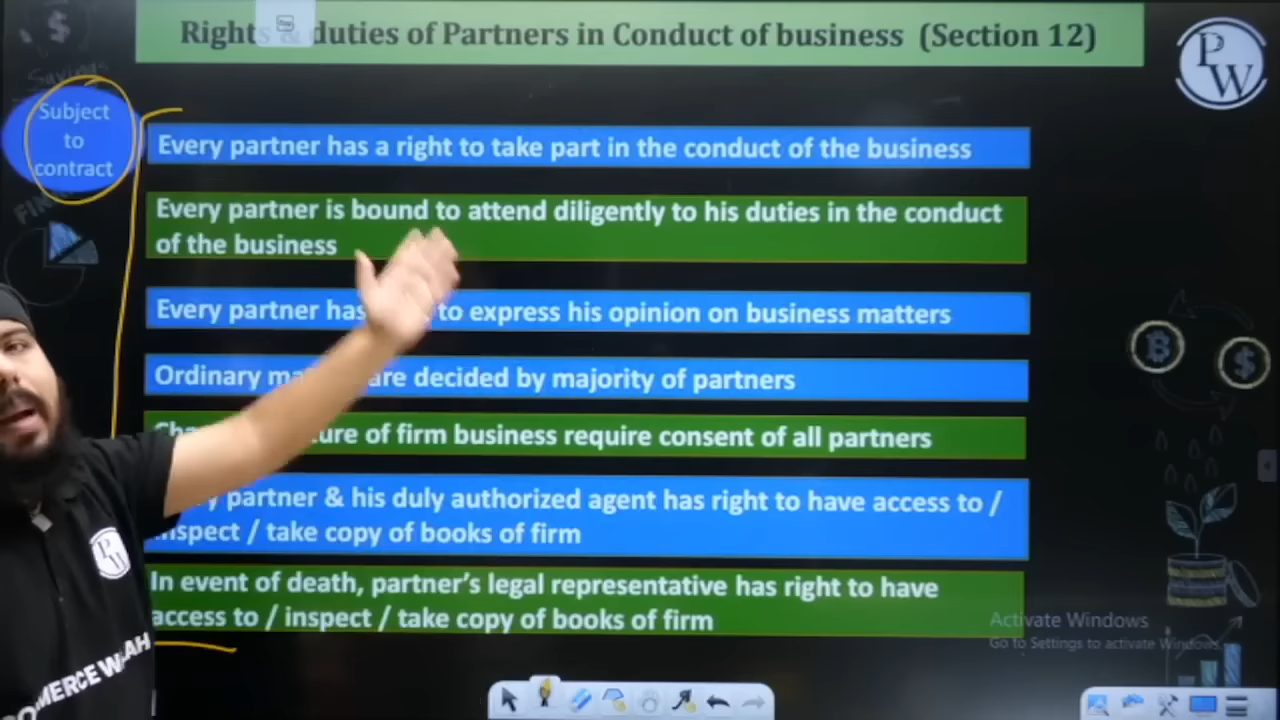 Rights & duties of Partners in Conduct of business (Section 12)
P
W
Savings
Subject
to
contract
Every partner has a right to take part in the conduct of the business
Every partner is bound to attend diligently to his duties in the conduct
of the business
Every partner has to express his opinion on business matters
Ordinary are decided by majority of partners
of firm business require consent of all partners
partner & his duly authorized agent has right to have access to /
inspect / take copy of books of firm
In event of death, partner's legal representative has right to have
access to / inspect / take copy of books of firm
Activate Windows
Go to Settings to activate Windows.
P
W
COMMERCE WALLAH